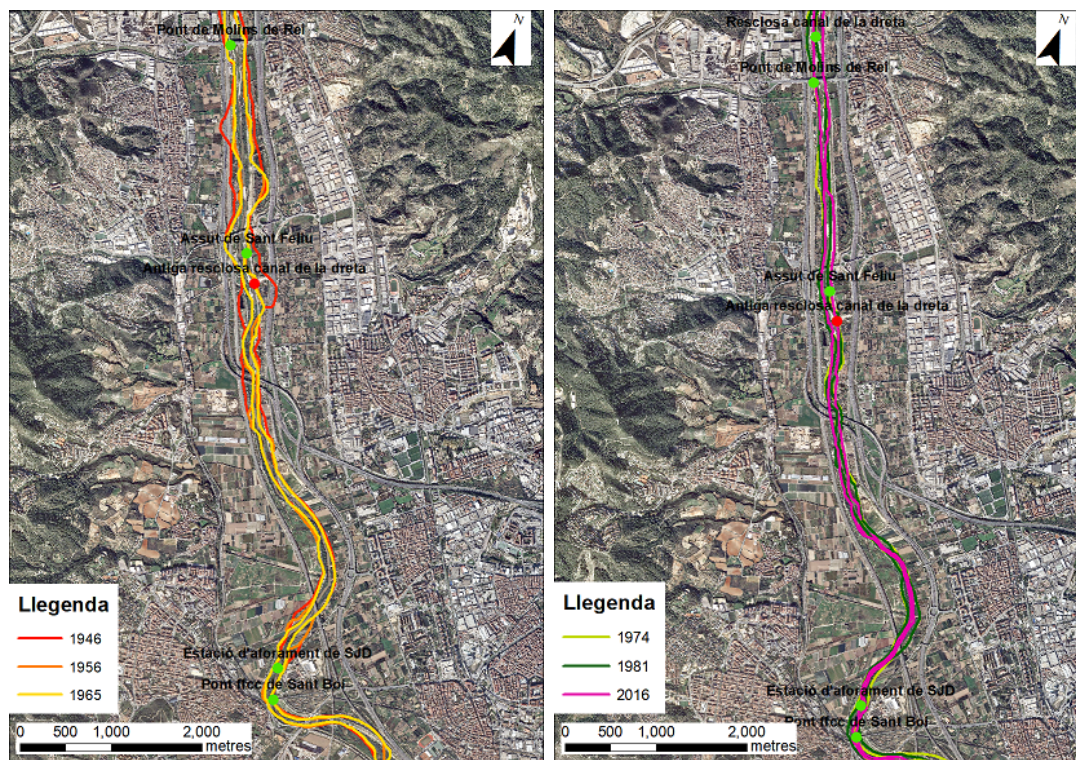 N
Pont de Molins de Rei
Assut de Sant Feliu
Antiga resclosa canal de la dreta
Estació d'aforament de SJD
Pont ffcc de Sant Boi
Llegenda
1946
1956
1965
0 500 1,000 2,000
metres
N
Resclosa canal de la dreta
Pont de Molins de Rei
Assut de Sant Feliu
Antiga resclosa canal de la dreta
Estació d'aforament de SJD
Pont ffcc de Sant Boi
Llegenda
1974
1981
2016
0 500 1,000 2,000
metres